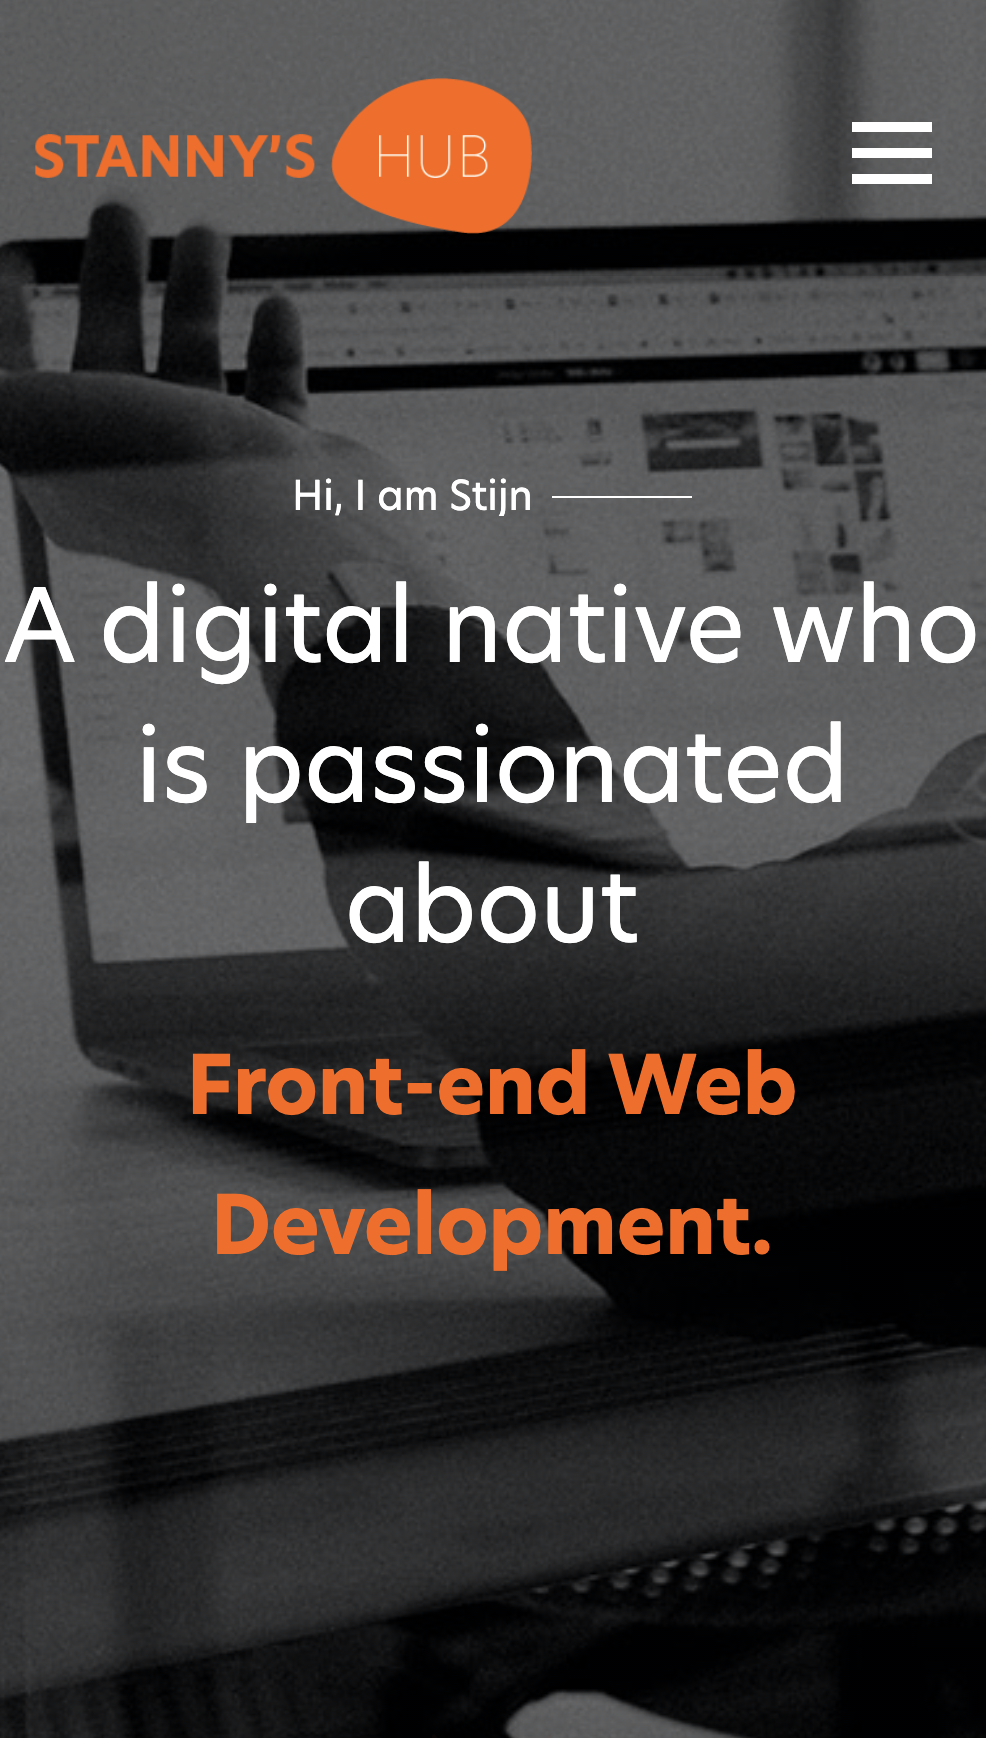 STANNY'S HUB
Hi, I am Stijn
A digital native who
is passionated
about
Front-end Web
Development.